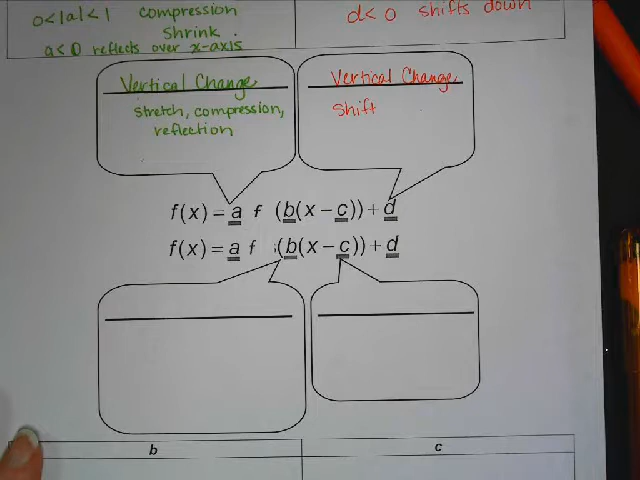 0<|a|<1 compression
shrink
a<0 reflects over x-axis
d<0 shifts down
Vertical Change
stretch, compression,
reflection
Vertical Change
shift
f(x) = a f (b(x − c)) + d
f(x) = a f (b(x − c)) + d
b
c